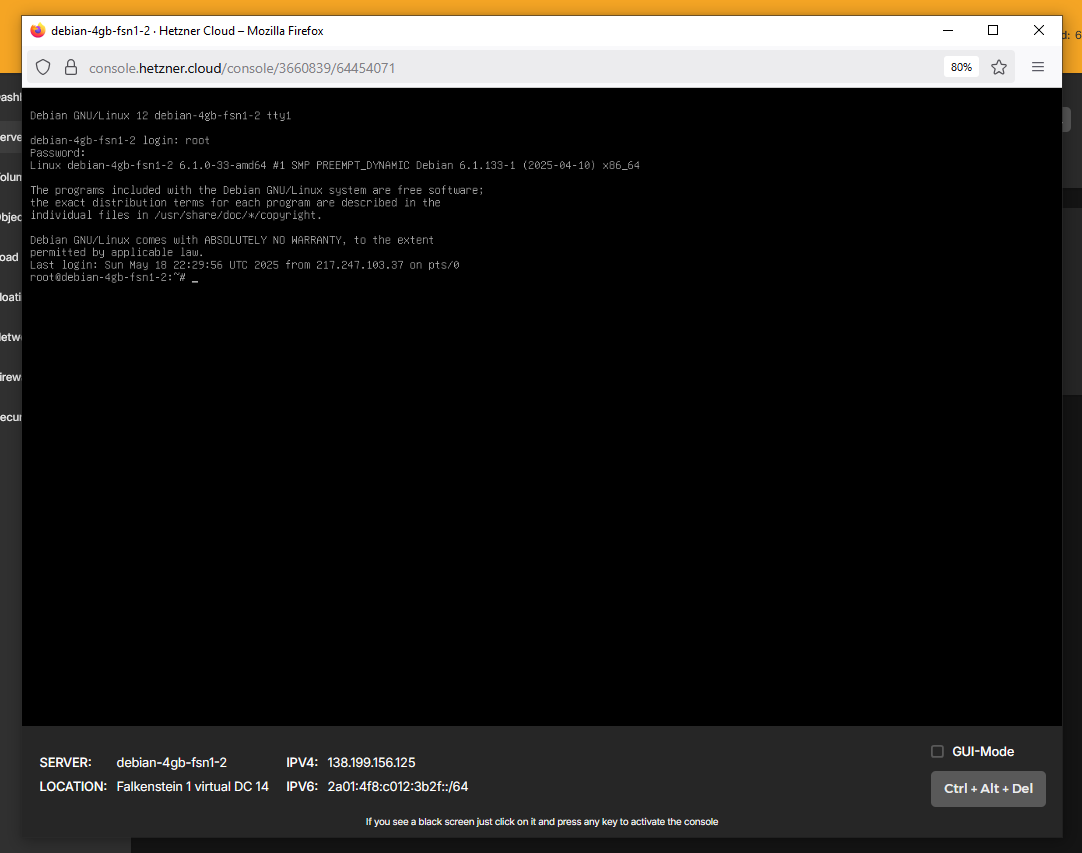 debian-4gb-fsn1-2 · Hetzner Cloud – Mozilla Firefox
console.hetzner.cloud/console/3660839/64454071
80%
Debian GNU/Linux 12 debian-4gb-fsn1-2 tty1
debian-4gb-fsn1-2 login: root
Password:
Linux debian-4gb-fsn1-2 6.1.0-33-amd64 #1 SMP PREEMPT_DYNAMIC Debian 6.1.133-1 (2025-04-10) x86_64
The programs included with the Debian GNU/Linux system are free software;
the exact distribution terms for each program are described in the
individual files in /usr/share/doc/*/copyright.
Debian GNU/Linux comes with ABSOLUTELY NO WARRANTY, to the extent
permitted by applicable law.
Last login: Sun May 18 22:29:56 UTC 2025 from 217.247.103.37 on pts/0
root@debian-4gb-fsn1-2:~# _
SERVER: debian-4gb-fsn1-2 IPV4: 138.199.156.125
LOCATION: Falkenstein 1 virtual DC 14 IPV6: 2a01:4f8:c012:3b2f::/64
GUI-Mode
Ctrl + Alt + Del
If you see a black screen just click on it and press any key to activate the console